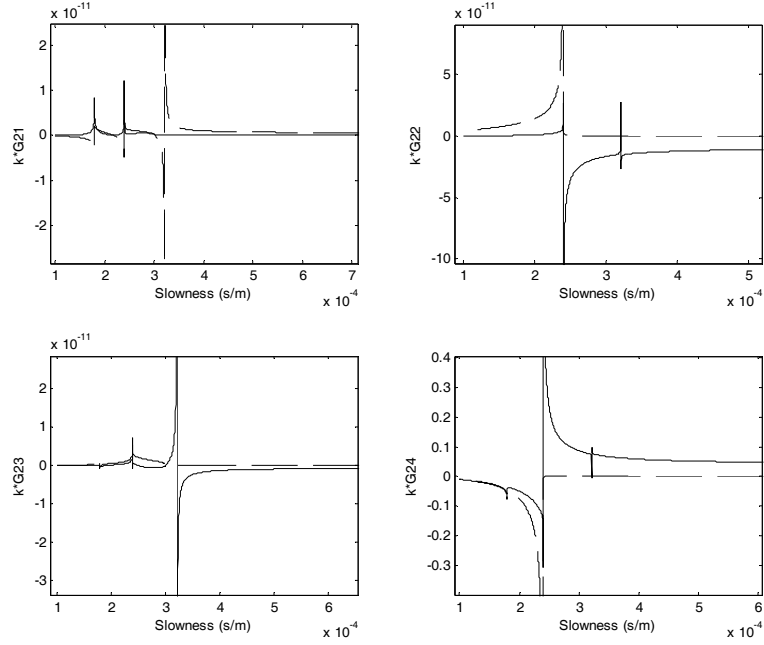 x 10^-11
2
1
0
-1
-2
k*G21
1 2 3 4 5 6 7
Slowness (s/m)
x 10^-4
x 10^-11
5
0
-5
-10
k*G22
1 2 3 4 5
Slowness (s/m)
x 10^-4
x 10^-11
2
1
0
-1
-2
-3
k*G23
1 2 3 4 5 6
Slowness (s/m)
x 10^-4
0.4
0.3
0.2
0.1
0
-0.1
-0.2
-0.3
k*G24
1 2 3 4 5 6
Slowness (s/m)
x 10^-4